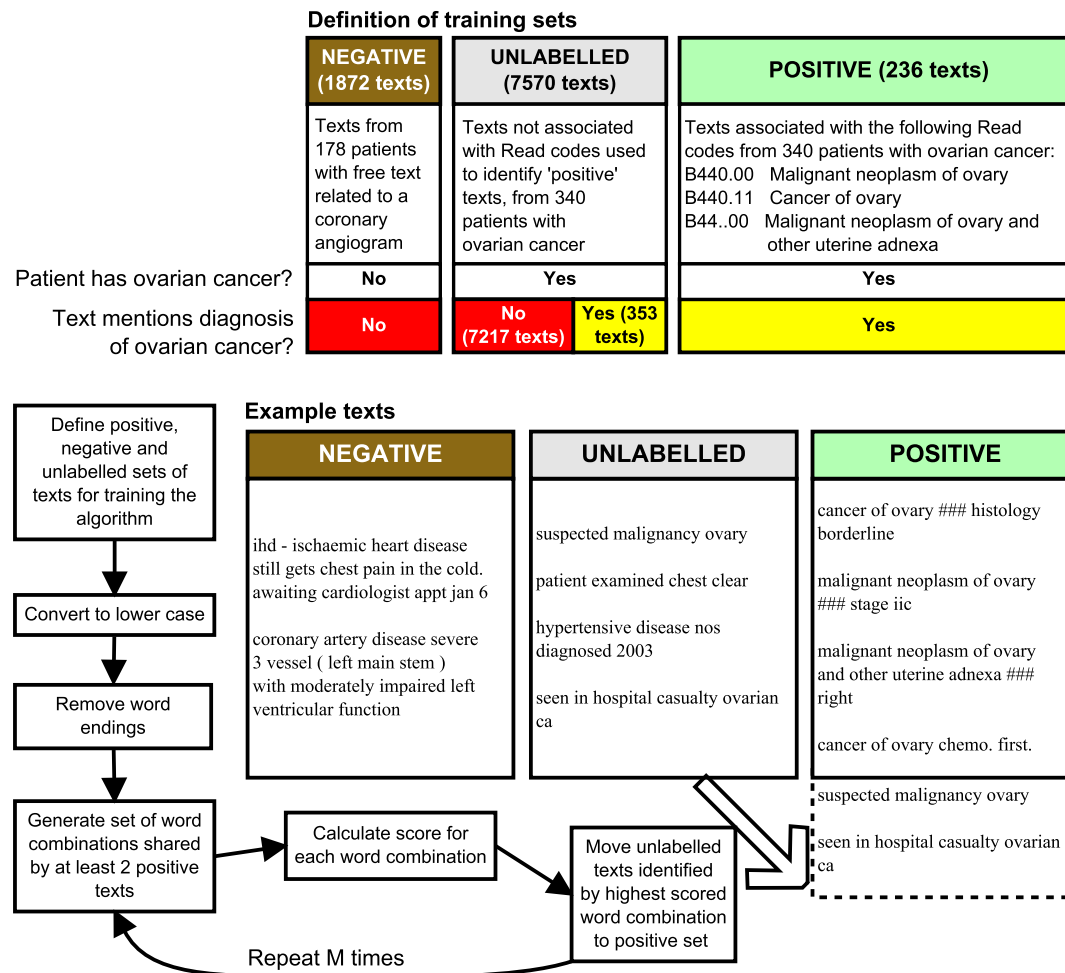 Definition of training sets
NEGATIVE
(1872 texts)
UNLABELLED
(7570 texts)
POSITIVE (236 texts)
Texts from
178 patients
with free text
related to a
coronary
angiogram
Texts not associated
with Read codes used
to identify 'positive'
texts, from 340
patients with
ovarian cancer
Texts associated with the following Read
codes from 340 patients with ovarian cancer:
B440.00 Malignant neoplasm of ovary
B440.11 Cancer of ovary
B44..00 Malignant neoplasm of ovary and
other uterine adnexa
Patient has ovarian cancer?
No
Yes
Yes
Text mentions diagnosis
of ovarian cancer?
No
No
(7217 texts)
Yes (353
texts)
Yes
Define positive,
negative and
unlabelled sets of
texts for training the
algorithm
Convert to lower case
Remove word
endings
Generate set of word
combinations shared
by at least 2 positive
texts
Calculate score for
each word combination
Move unlabelled
texts identified
by highest scored
word combination
to positive set
Repeat M times
Example texts
NEGATIVE
ihd - ischaemic heart disease
still gets chest pain in the cold.
awaiting cardiologist appt jan 6
coronary artery disease severe
3 vessel ( left main stem )
with moderately impaired left
ventricular function
UNLABELLED
suspected malignancy ovary
patient examined chest clear
hypertensive disease nos
diagnosed 2003
seen in hospital casualty ovarian
ca
POSITIVE
cancer of ovary ### histology
borderline
malignant neoplasm of ovary
### stage iic
malignant neoplasm of ovary
and other uterine adnexa ###
right
cancer of ovary chemo. first.
suspected malignancy ovary
seen in hospital casualty ovarian
ca